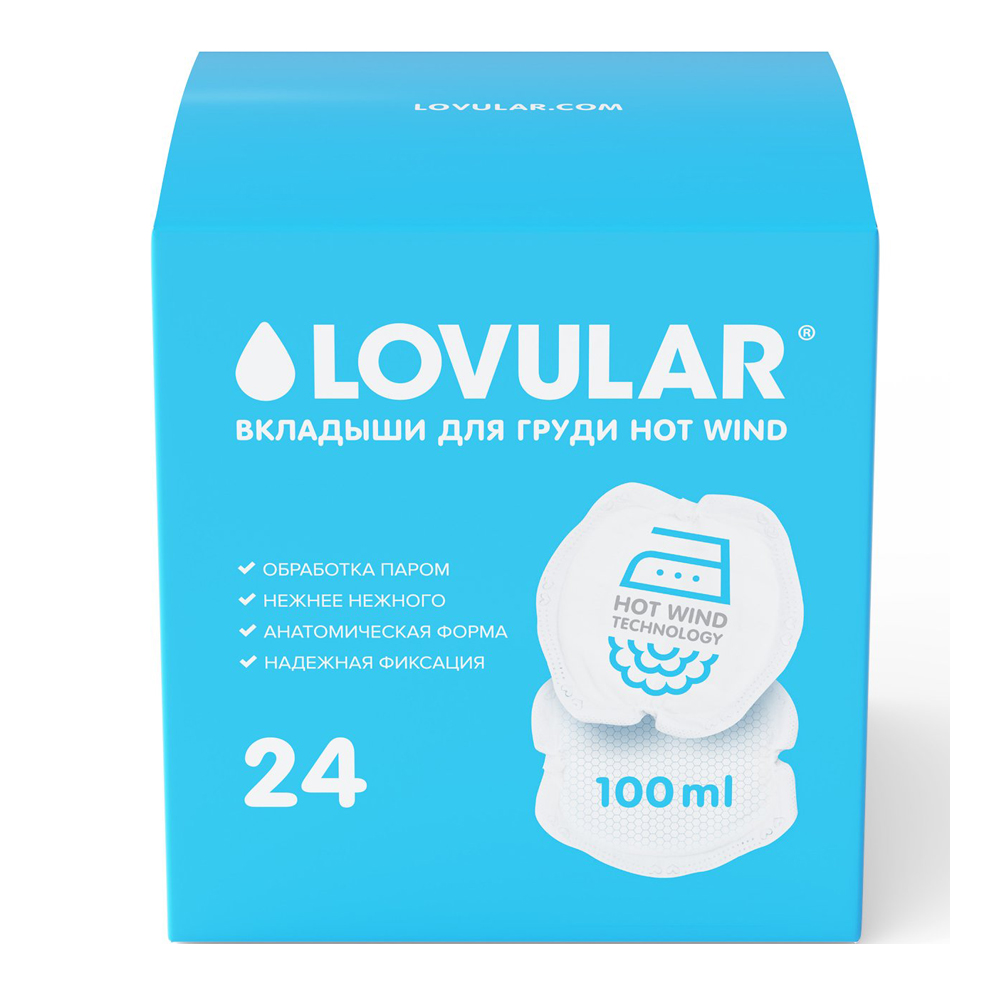 LOVULAR.COM
LOVULAR®
ВКЛАДЫШИ ДЛЯ ГРУДИ HOT WIND
ОБРАБОТКА ПАРОМ
НЕЖНЕЕ НЕЖНОГО
АНАТОМИЧЕСКАЯ ФОРМА
НАДЕЖНАЯ ФИКСАЦИЯ
HOT WIND
TECHNOLOGY
24
100 ml